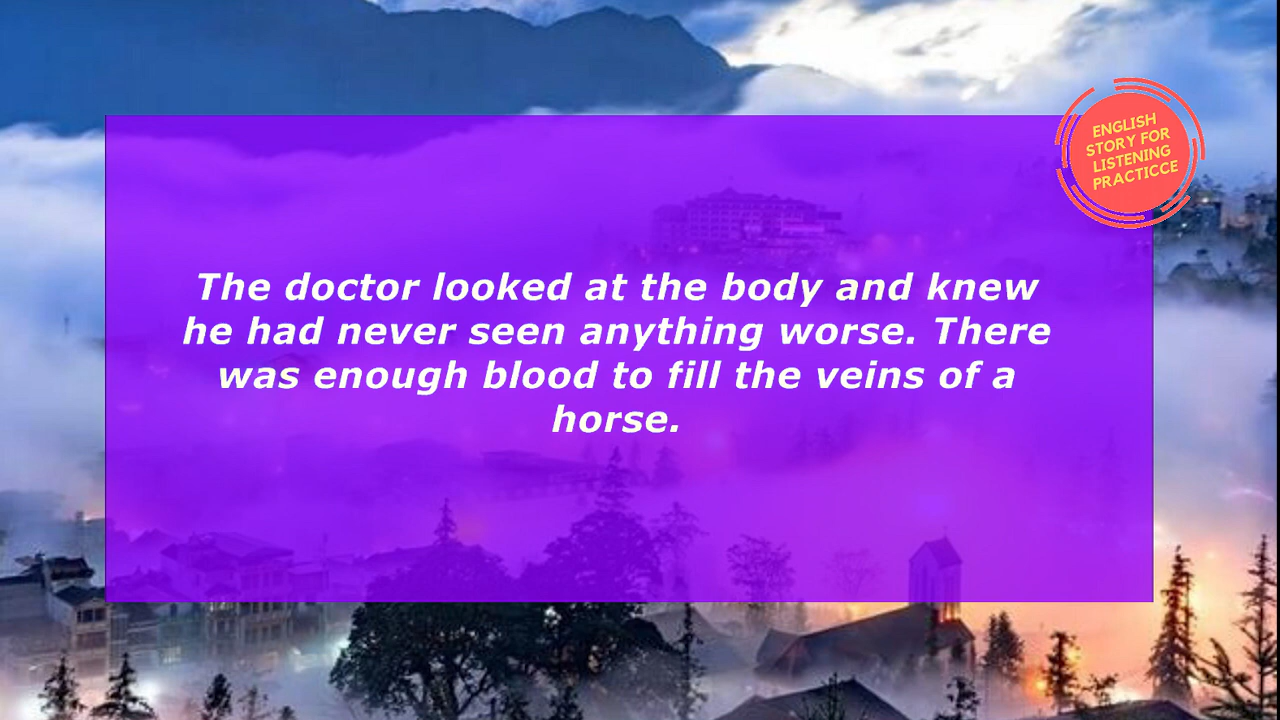 ENGLISH
STORY FOR
LISTENING
PRACTICCE
The doctor looked at the body and knew
he had never seen anything worse. There
was enough blood to fill the veins of a
horse.